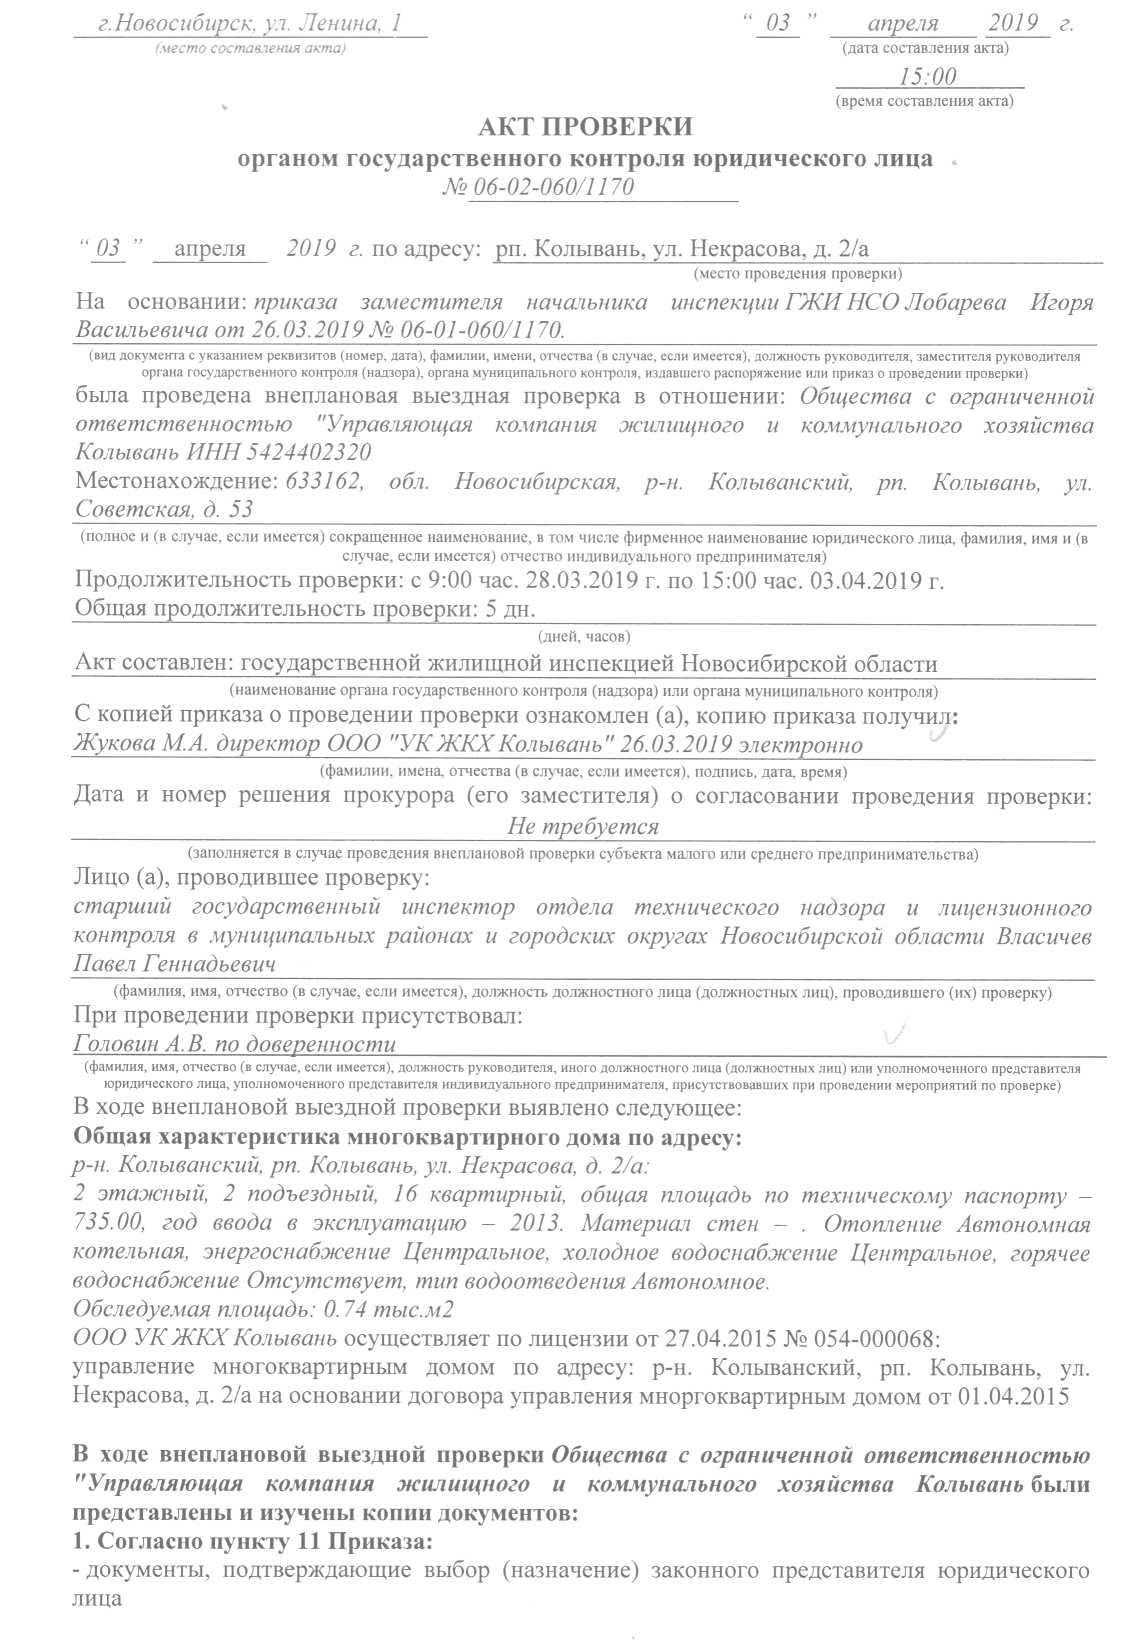 г.Новосибирск, ул. Ленина, 1 “ 03 ” апреля 2019 г.
(место составления акта) (дата составления акта)
15:00
(время составления акта)
АКТ ПРОВЕРКИ
органом государственного контроля юридического лица
№ 06-02-060/1170
“ 03 ” апреля 2019 г. по адресу: рп. Колывань, ул. Некрасова, д. 2/а
(место проведения проверки)
На основании: приказа заместителя начальника инспекции ГЖИ НСО Лобарева Игоря
Васильевича от 26.03.2019 № 06-01-060/1170.
(вид документа с указанием реквизитов (номер, дата), фамилии, имени, отчества (в случае, если имеется), должность руководителя, заместителя руководителя
органа государственного контроля (надзора), органа муниципального контроля, издавшего распоряжение или приказ о проведении проверки)
была проведена внеплановая выездная проверка в отношении: Общества с ограниченной
ответственностью "Управляющая компания жилищного и коммунального хозяйства
Колывань ИНН 5424402320
Местонахождение: 633162, обл. Новосибирская, р-н. Колыванский, рп. Колывань, ул.
Советская, д. 53
(полное и (в случае, если имеется) сокращенное наименование, в том числе фирменное наименование юридического лица, фамилия, имя и (в
случае, если имеется) отчество индивидуального предпринимателя)
Продолжительность проверки: с 9:00 час. 28.03.2019 г. по 15:00 час. 03.04.2019 г.
Общая продолжительность проверки: 5 дн.
(дней, часов)
Акт составлен: государственной жилищной инспекцией Новосибирской области
(наименование органа государственного контроля (надзора) или органа муниципального контроля)
С копией приказа о проведении проверки ознакомлен (а), копию приказа получил:
Жукова М.А. директор ООО "УК ЖКХ Колывань" 26.03.2019 электронно
(фамилии, имена, отчества (в случае, если имеется), подпись, дата, время)
Дата и номер решения прокурора (его заместителя) о согласовании проведения проверки:
Не требуется
(заполняется в случае проведения внеплановой проверки субъекта малого или среднего предпринимательства)
Лицо (а), проводившее проверку:
старший государственный инспектор отдела технического надзора и лицензионного
контроля в муниципальных районах и городских округах Новосибирской области Власичев
Павел Геннадьевич
(фамилия, имя, отчество (в случае, если имеется), должность должностного лица (должностных лиц), проводившего (их) проверку)
При проведении проверки присутствовал:
Головин А.В. по доверенности
(фамилия, имя, отчество (в случае, если имеется), должность руководителя, иного должностного лица (должностных лиц) или уполномоченного представителя
юридического лица, уполномоченного представителя индивидуального предпринимателя, присутствовавших при проведении мероприятий по проверке)
В ходе внеплановой выездной проверки выявлено следующее:
Общая характеристика многоквартирного дома по адресу:
р-н. Колыванский, рп. Колывань, ул. Некрасова, д. 2/а:
2 этажный, 2 подъездный, 16 квартирный, общая площадь по техническому паспорту –
735.00, год ввода в эксплуатацию – 2013. Материал стен – . Отопление Автономная
котельная, энергоснабжение Центральное, холодное водоснабжение Центральное, горячее
водоснабжение Отсутствует, тип водоотведения Автономное.
Обследуемая площадь: 0.74 тыс.м2
ООО УК ЖКХ Колывань осуществляет по лицензии от 27.04.2015 № 054-000068:
управление многоквартирным домом по адресу: р-н. Колыванский, рп. Колывань, ул.
Некрасова, д. 2/а на основании договора управления мноргоквартирным домом от 01.04.2015
В ходе внеплановой выездной проверки Общества с ограниченной ответственностью
"Управляющая компания жилищного и коммунального хозяйства Колывань были
представлены и изучены копии документов:
1. Согласно пункту 11 Приказа:
- документы, подтверждающие выбор (назначение) законного представителя юридического
лица